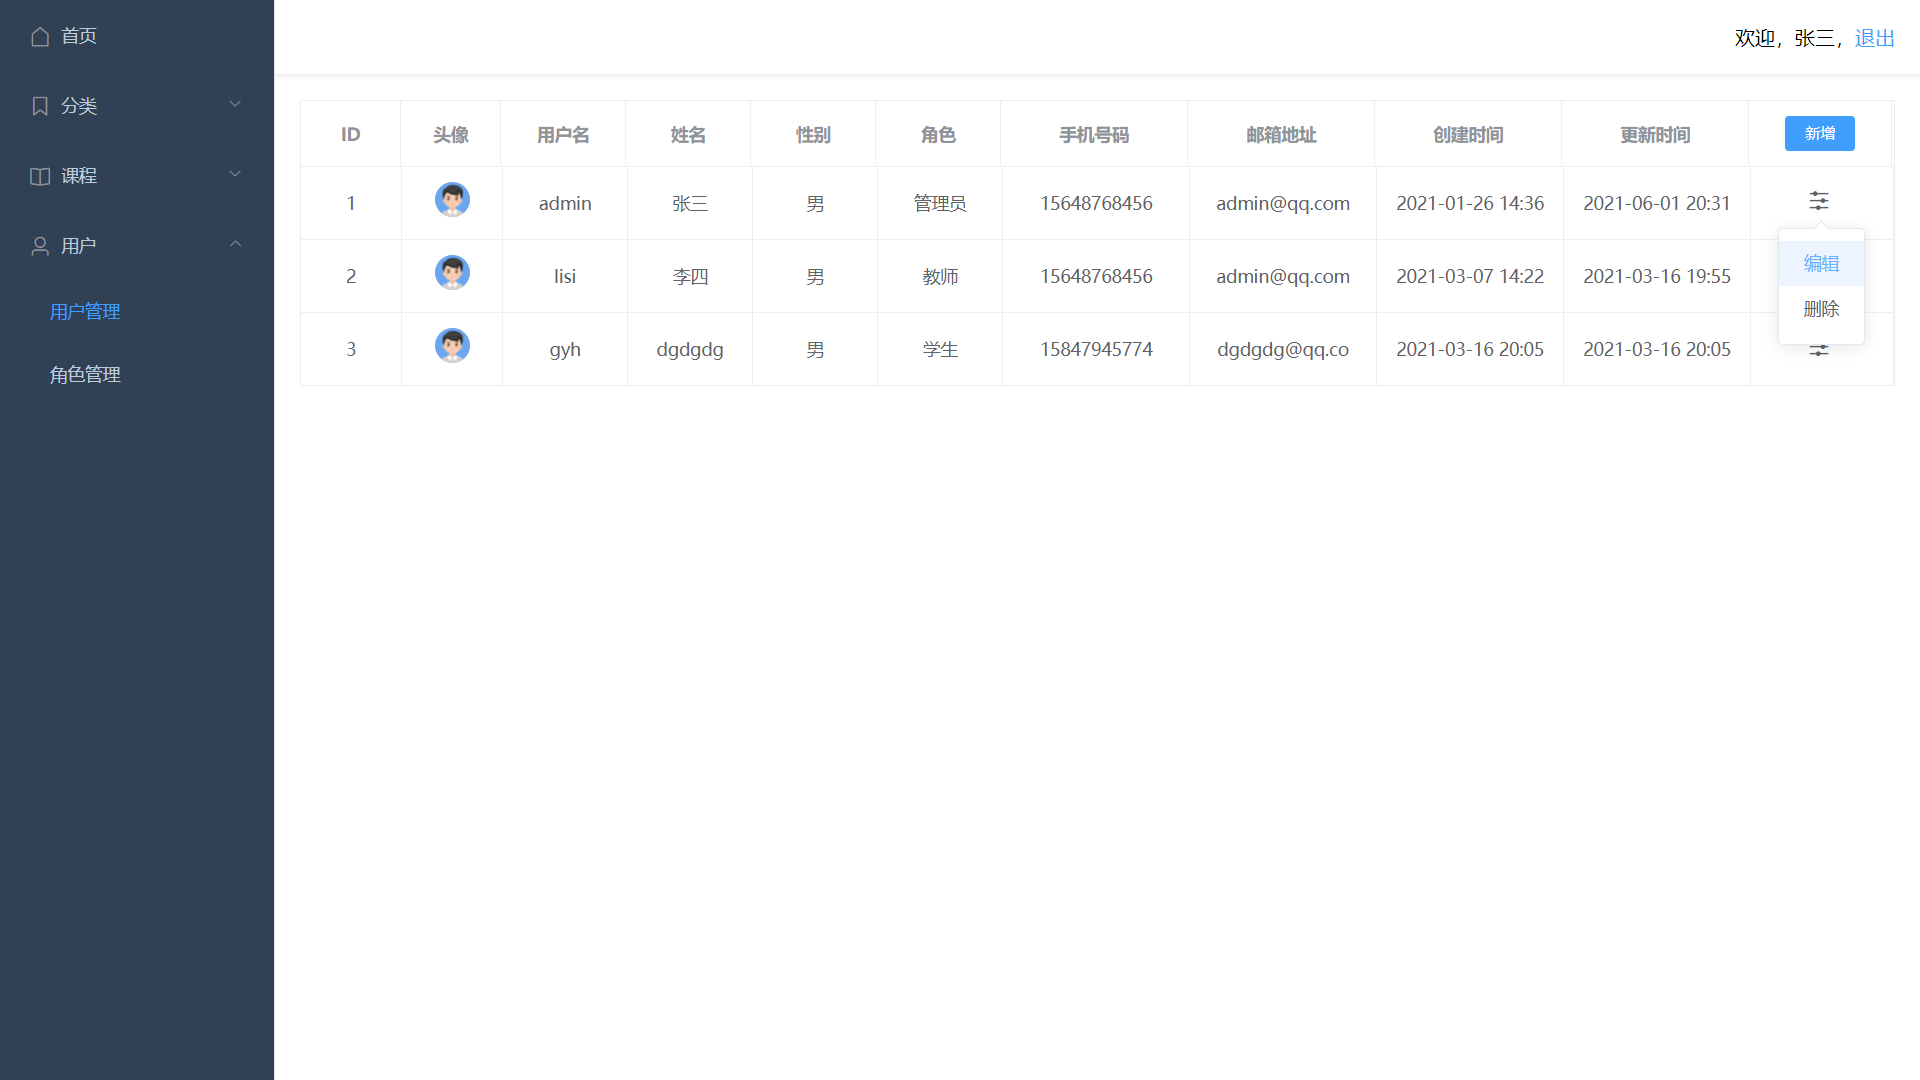 首页
分类
课程
用户
用户管理
角色管理
欢迎，张三，退出
ID 头像 用户名 姓名 性别 角色 手机号码 邮箱地址 创建时间 更新时间 新增
1 admin 张三 男 管理员 15648768456 admin@qq.com 2021-01-26 14:36 2021-06-01 20:31
2 lisi 李四 男 教师 15648768456 admin@qq.com 2021-03-07 14:22 2021-03-16 19:55
3 gyh dgdgdg 男 学生 15847945774 dgdgdg@qq.co 2021-03-16 20:05 2021-03-16 20:05
编辑
删除